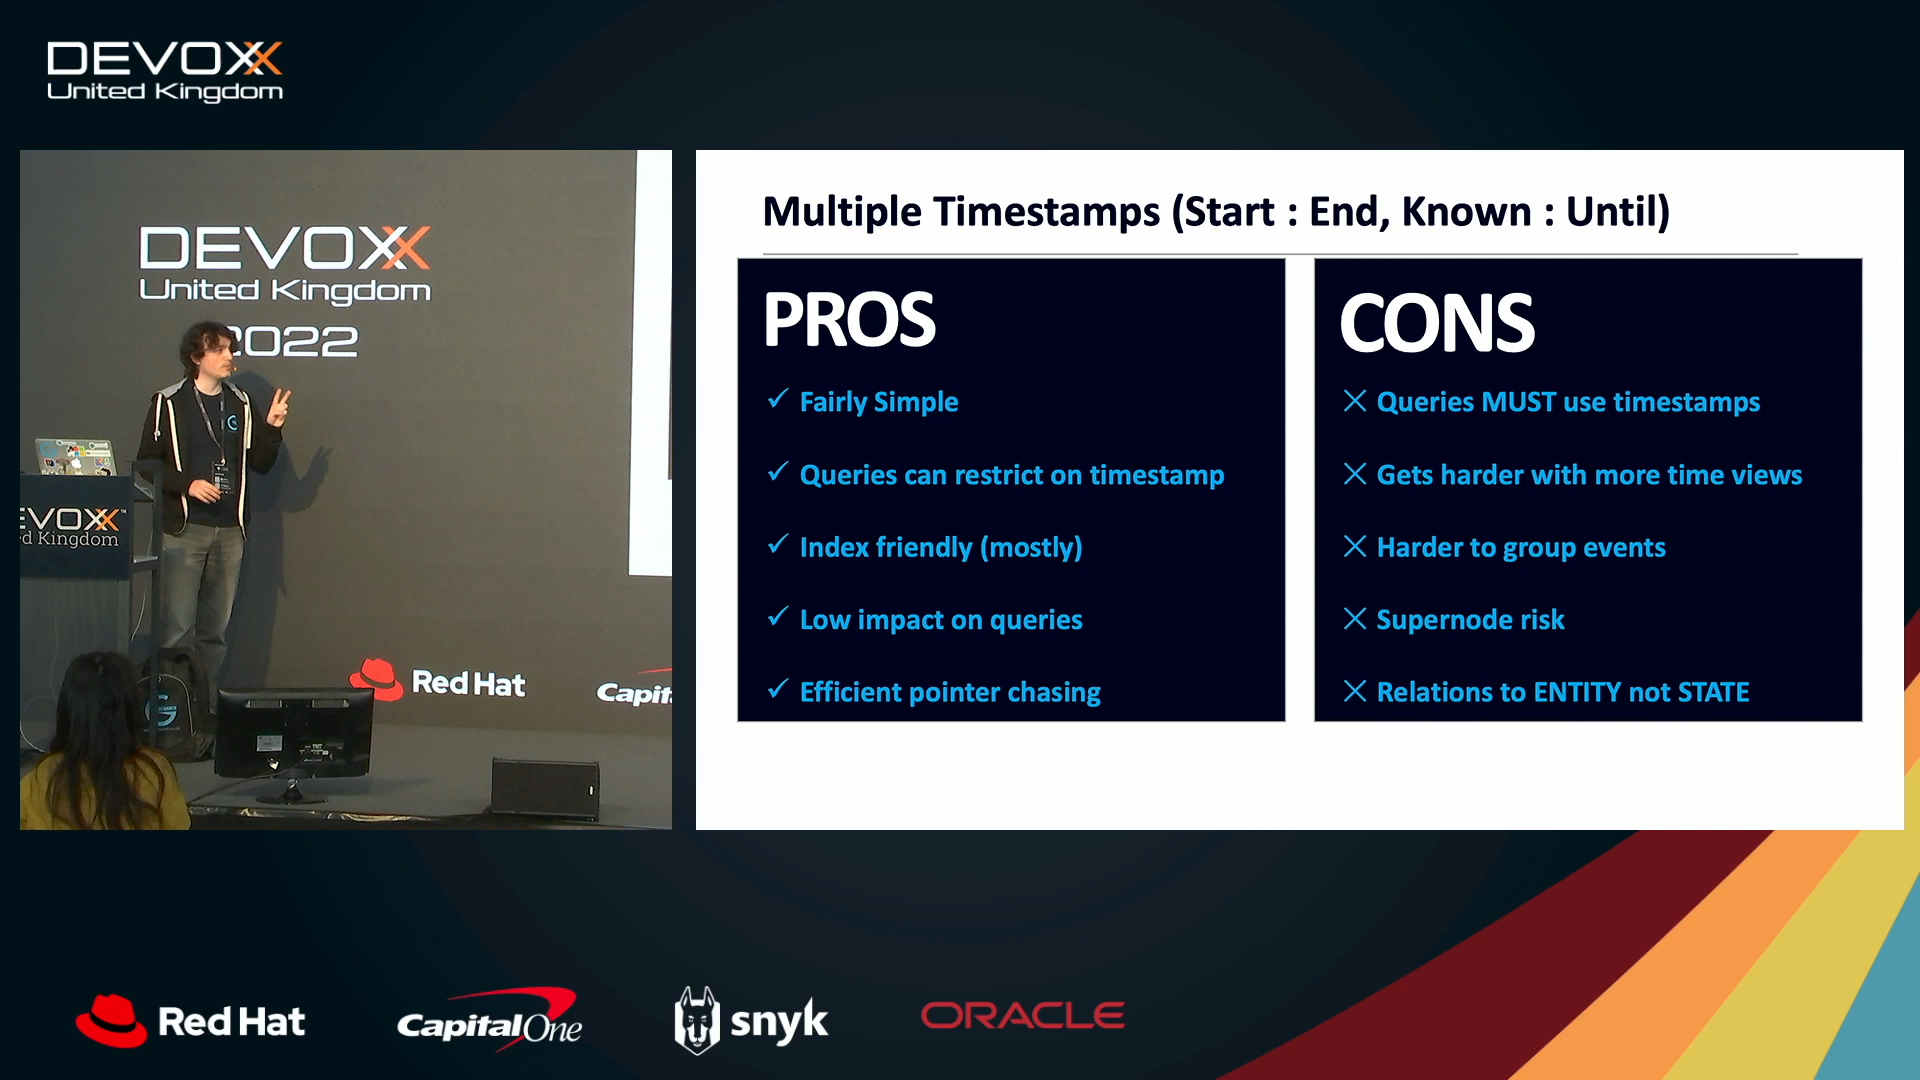 DEVOXX
United Kingdom
DEVOXX
United Kingdom
2022
EVOXX™
d Kingdom
Red Hat
Capit
Multiple Timestamps (Start : End, Known : Until)
PROS
✓ Fairly Simple
✓ Queries can restrict on timestamp
✓ Index friendly (mostly)
✓ Low impact on queries
✓ Efficient pointer chasing
CONS
✕ Queries MUST use timestamps
✕ Gets harder with more time views
✕ Harder to group events
✕ Supernode risk
✕ Relations to ENTITY not STATE
Red Hat
CapitalOne
snyk
ORACLE